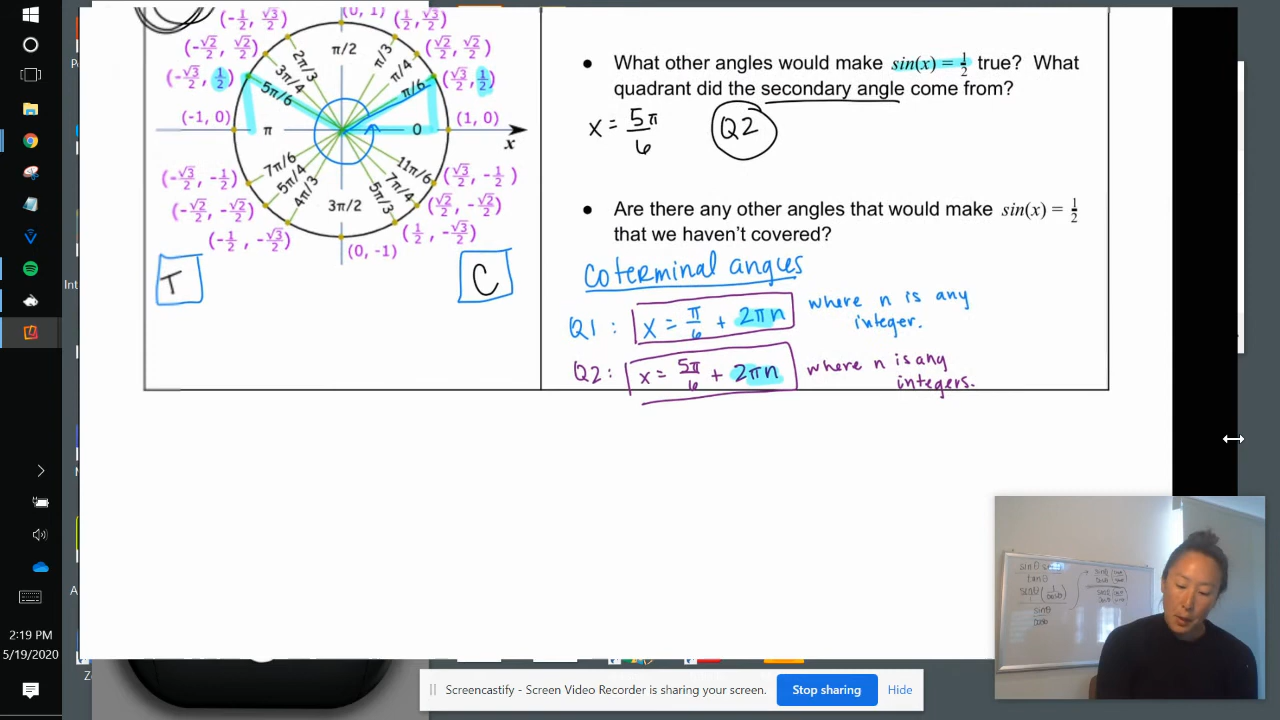 (-1/2, √3/2)
(0, 1)
(1/2, √3/2)
(-√2/2, √2/2)
2π/3
π/2
π/3
(√2/2, √2/2)
(-√3/2, 1/2)
3π/4
π/4
(√3/2, 1/2)
5π/6
π/6
(-1, 0)
π
0
(1, 0)
x
7π/6
11π/6
(-√3/2, -1/2)
5π/4
7π/4
(√3/2, -1/2)
4π/3
3π/2
5π/3
(-√2/2, -√2/2)
(√2/2, -√2/2)
(-1/2, -√3/2)
(0, -1)
(1/2, -√3/2)
T
C
• What other angles would make sin(x) = 1/2 true? What
quadrant did the secondary angle come from?
x = 5π/6
Q2
• Are there any other angles that would make sin(x) = 1/2
that we haven't covered?
Coterminal angles
Q1: x = π/6 + 2πn where n is any
integer.
Q2: x = 5π/6 + 2πn where n is any
integers.
2:19 PM
5/19/2020
sinθ
tanθ
sinθ
Screencastify - Screen Video Recorder is sharing your screen.
Stop sharing
Hide